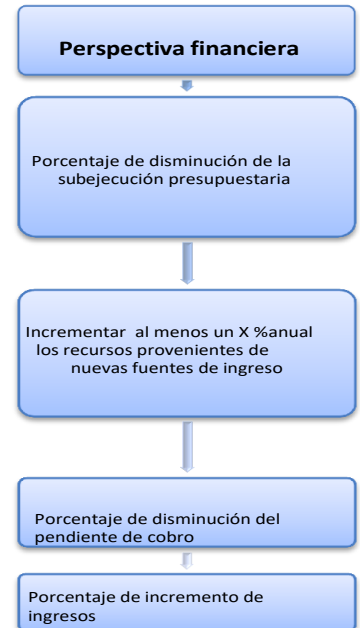 Perspectiva financiera
Porcentaje de disminución de la
subejecución presupuestaria
Incrementar al menos un X %anual
los recursos provenientes de
nuevas fuentes de ingreso
Porcentaje de disminución del
pendiente de cobro
Porcentaje de incremento de
ingresos